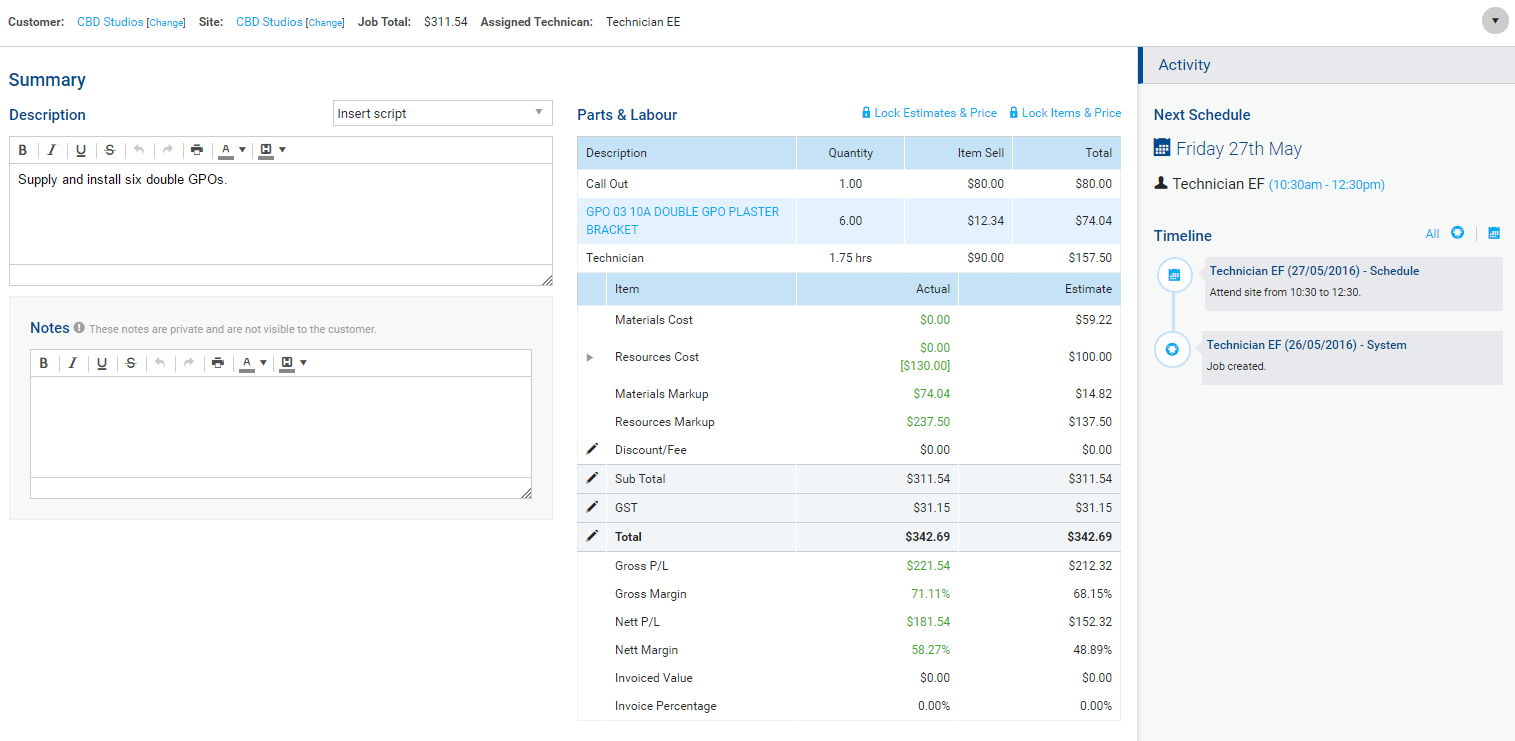 Customer: CBD Studios [Change] Site: CBD Studios [Change] Job Total: $311.54 Assigned Technican: Technician EE
Summary
Description
Insert script
B I U S A H
Supply and install six double GPOs.
Notes These notes are private and are not visible to the customer.
B I U S A H
Parts & Labour
Lock Estimates & Price Lock Items & Price
Description Quantity Item Sell Total
Call Out 1.00 $80.00 $80.00
GPO 03 10A DOUBLE GPO PLASTER
BRACKET 6.00 $12.34 $74.04
Technician 1.75 hrs $90.00 $157.50
Item Actual Estimate
Materials Cost $0.00 $59.22
Resources Cost $0.00
[$130.00] $100.00
Materials Markup $74.04 $14.82
Resources Markup $237.50 $137.50
Discount/Fee $0.00 $0.00
Sub Total $311.54 $311.54
GST $31.15 $31.15
Total $342.69 $342.69
Gross P/L $221.54 $212.32
Gross Margin 71.11% 68.15%
Nett P/L $181.54 $152.32
Nett Margin 58.27% 48.89%
Invoiced Value $0.00 $0.00
Invoice Percentage 0.00% 0.00%
Activity
Next Schedule
Friday 27th May
Technician EF (10:30am - 12:30pm)
Timeline All
Technician EF (27/05/2016) - Schedule
Attend site from 10:30 to 12:30.
Technician EF (26/05/2016) - System
Job created.